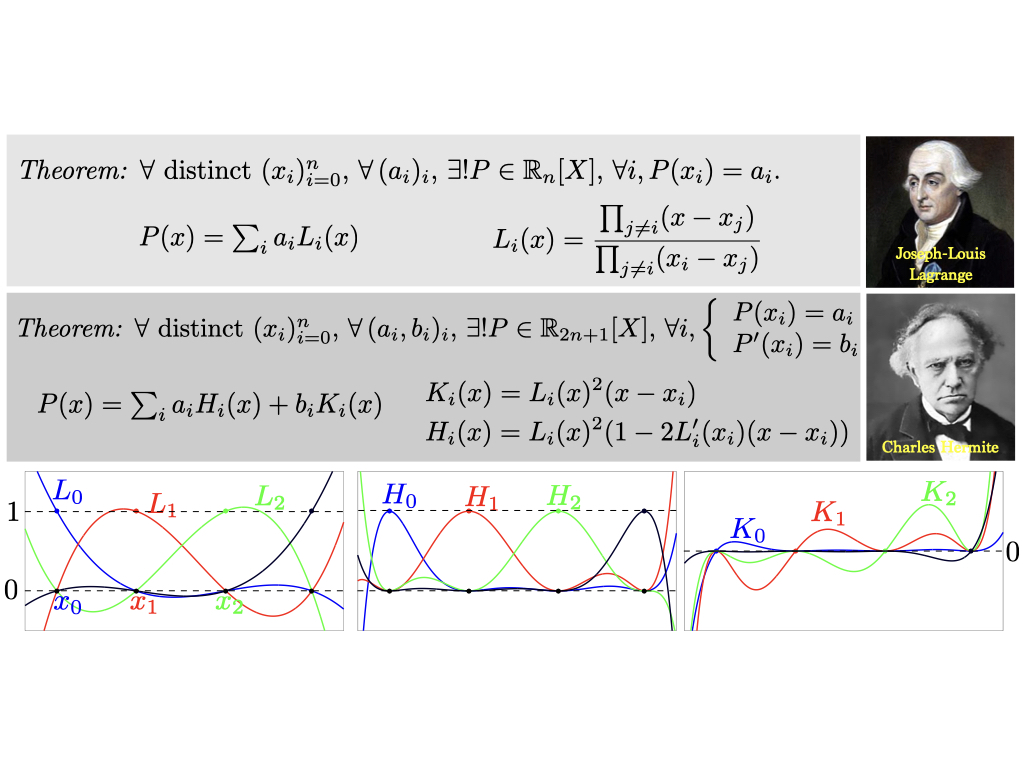 Theorem: ∀ distinct (x_i)_{i=0}^n, ∀ (a_i)_i, ∃!P ∈ ℝ_n[X], ∀i, P(x_i) = a_i.
P(x) = ∑_i a_i L_i(x)
L_i(x) = ∏_{j≠i}(x − x_j) / ∏_{j≠i}(x_i − x_j)
Joseph-Louis
Lagrange
Theorem: ∀ distinct (x_i)_{i=0}^n, ∀ (a_i, b_i)_i, ∃!P ∈ ℝ_{2n+1}[X], ∀i, { P(x_i) = a_i
P′(x_i) = b_i
P(x) = ∑_i a_i H_i(x) + b_i K_i(x)
K_i(x) = L_i(x)^2(x − x_i)
H_i(x) = L_i(x)^2(1 − 2L′_i(x_i)(x − x_i))
Charles Hermite
L_0 L_1 L_2
1
0
x_0 x_1 x_2
H_0 H_1 H_2
K_0 K_1 K_2
0